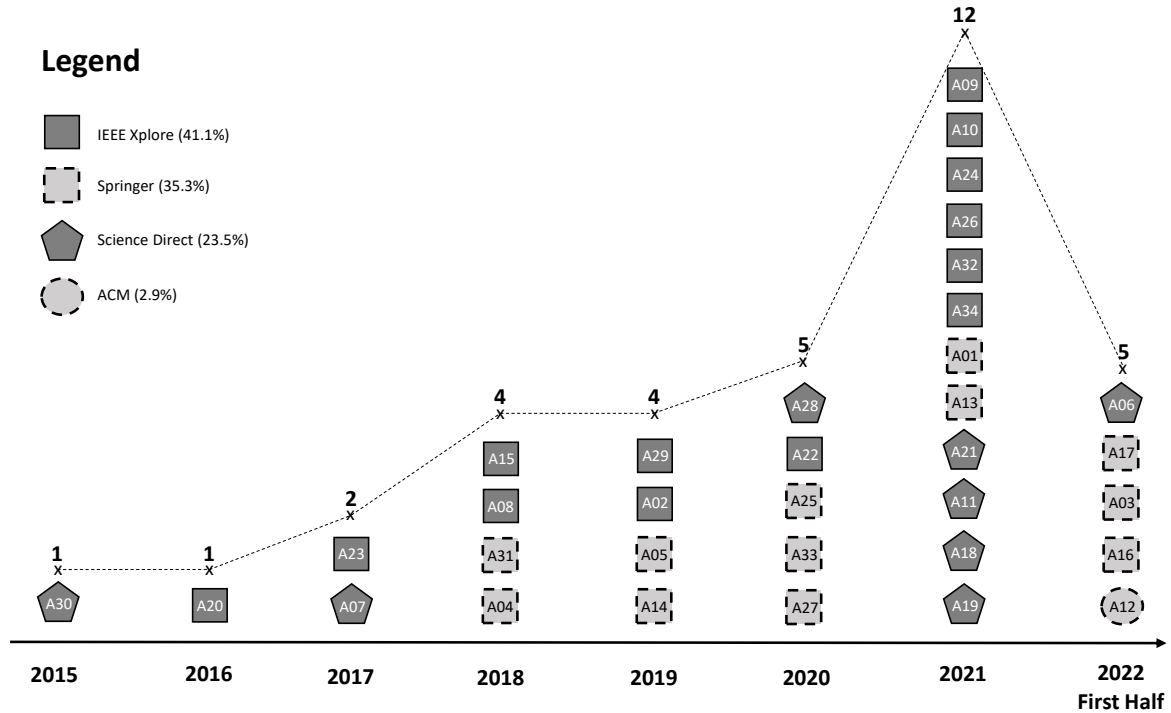 Legend
IEEE Xplore (41.1%)
Springer (35.3%)
Science Direct (23.5%)
ACM (2.9%)
1
A30
1
A20
2
A23
A07
4
A15
A08
A31
A04
4
A29
A02
A05
A14
5
A28
A22
A25
A33
A27
12
A09
A10
A24
A26
A32
A34
A01
A13
A21
A11
A18
A19
5
A06
A17
A03
A16
A12
2015
2016
2017
2018
2019
2020
2021
2022
First Half